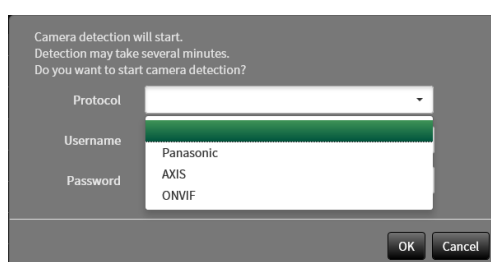 Camera detection will start.
Detection may take several minutes.
Do you want to start camera detection?
Protocol
Username
Panasonic
AXIS
Password
ONVIF
OK Cancel